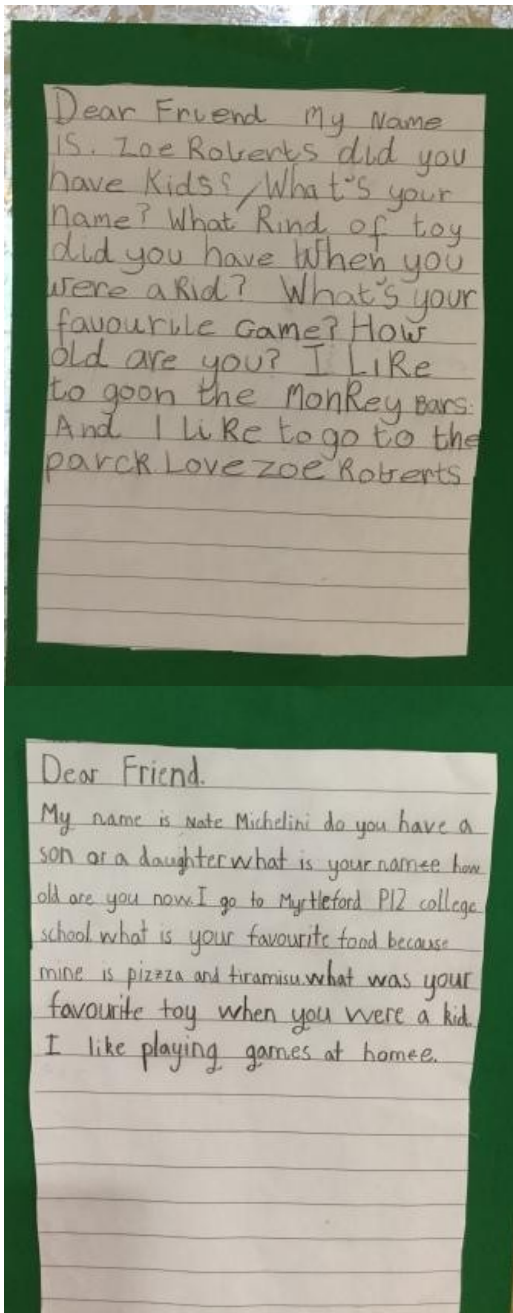 Dear Friend My Name
is. Zoe Roberts did you
have Kids? What's your
name? What Kind of toy
did you have When you
were a Kid? What's your
favourile Game? How
old are you? I Like
to goon the Monkey Bars.
And I Like to go to the
parck Love zoe Roberts
Dear Friend.
My name is Nate Michelini do you have a
son or a daughter what is your namee how
old are you now. I go to Myrtleford P12 college
school. what is your favourite food because
mine is pizzza and tiramisu. what was your
favourite toy when you were a kid.
I like playing games at homee.